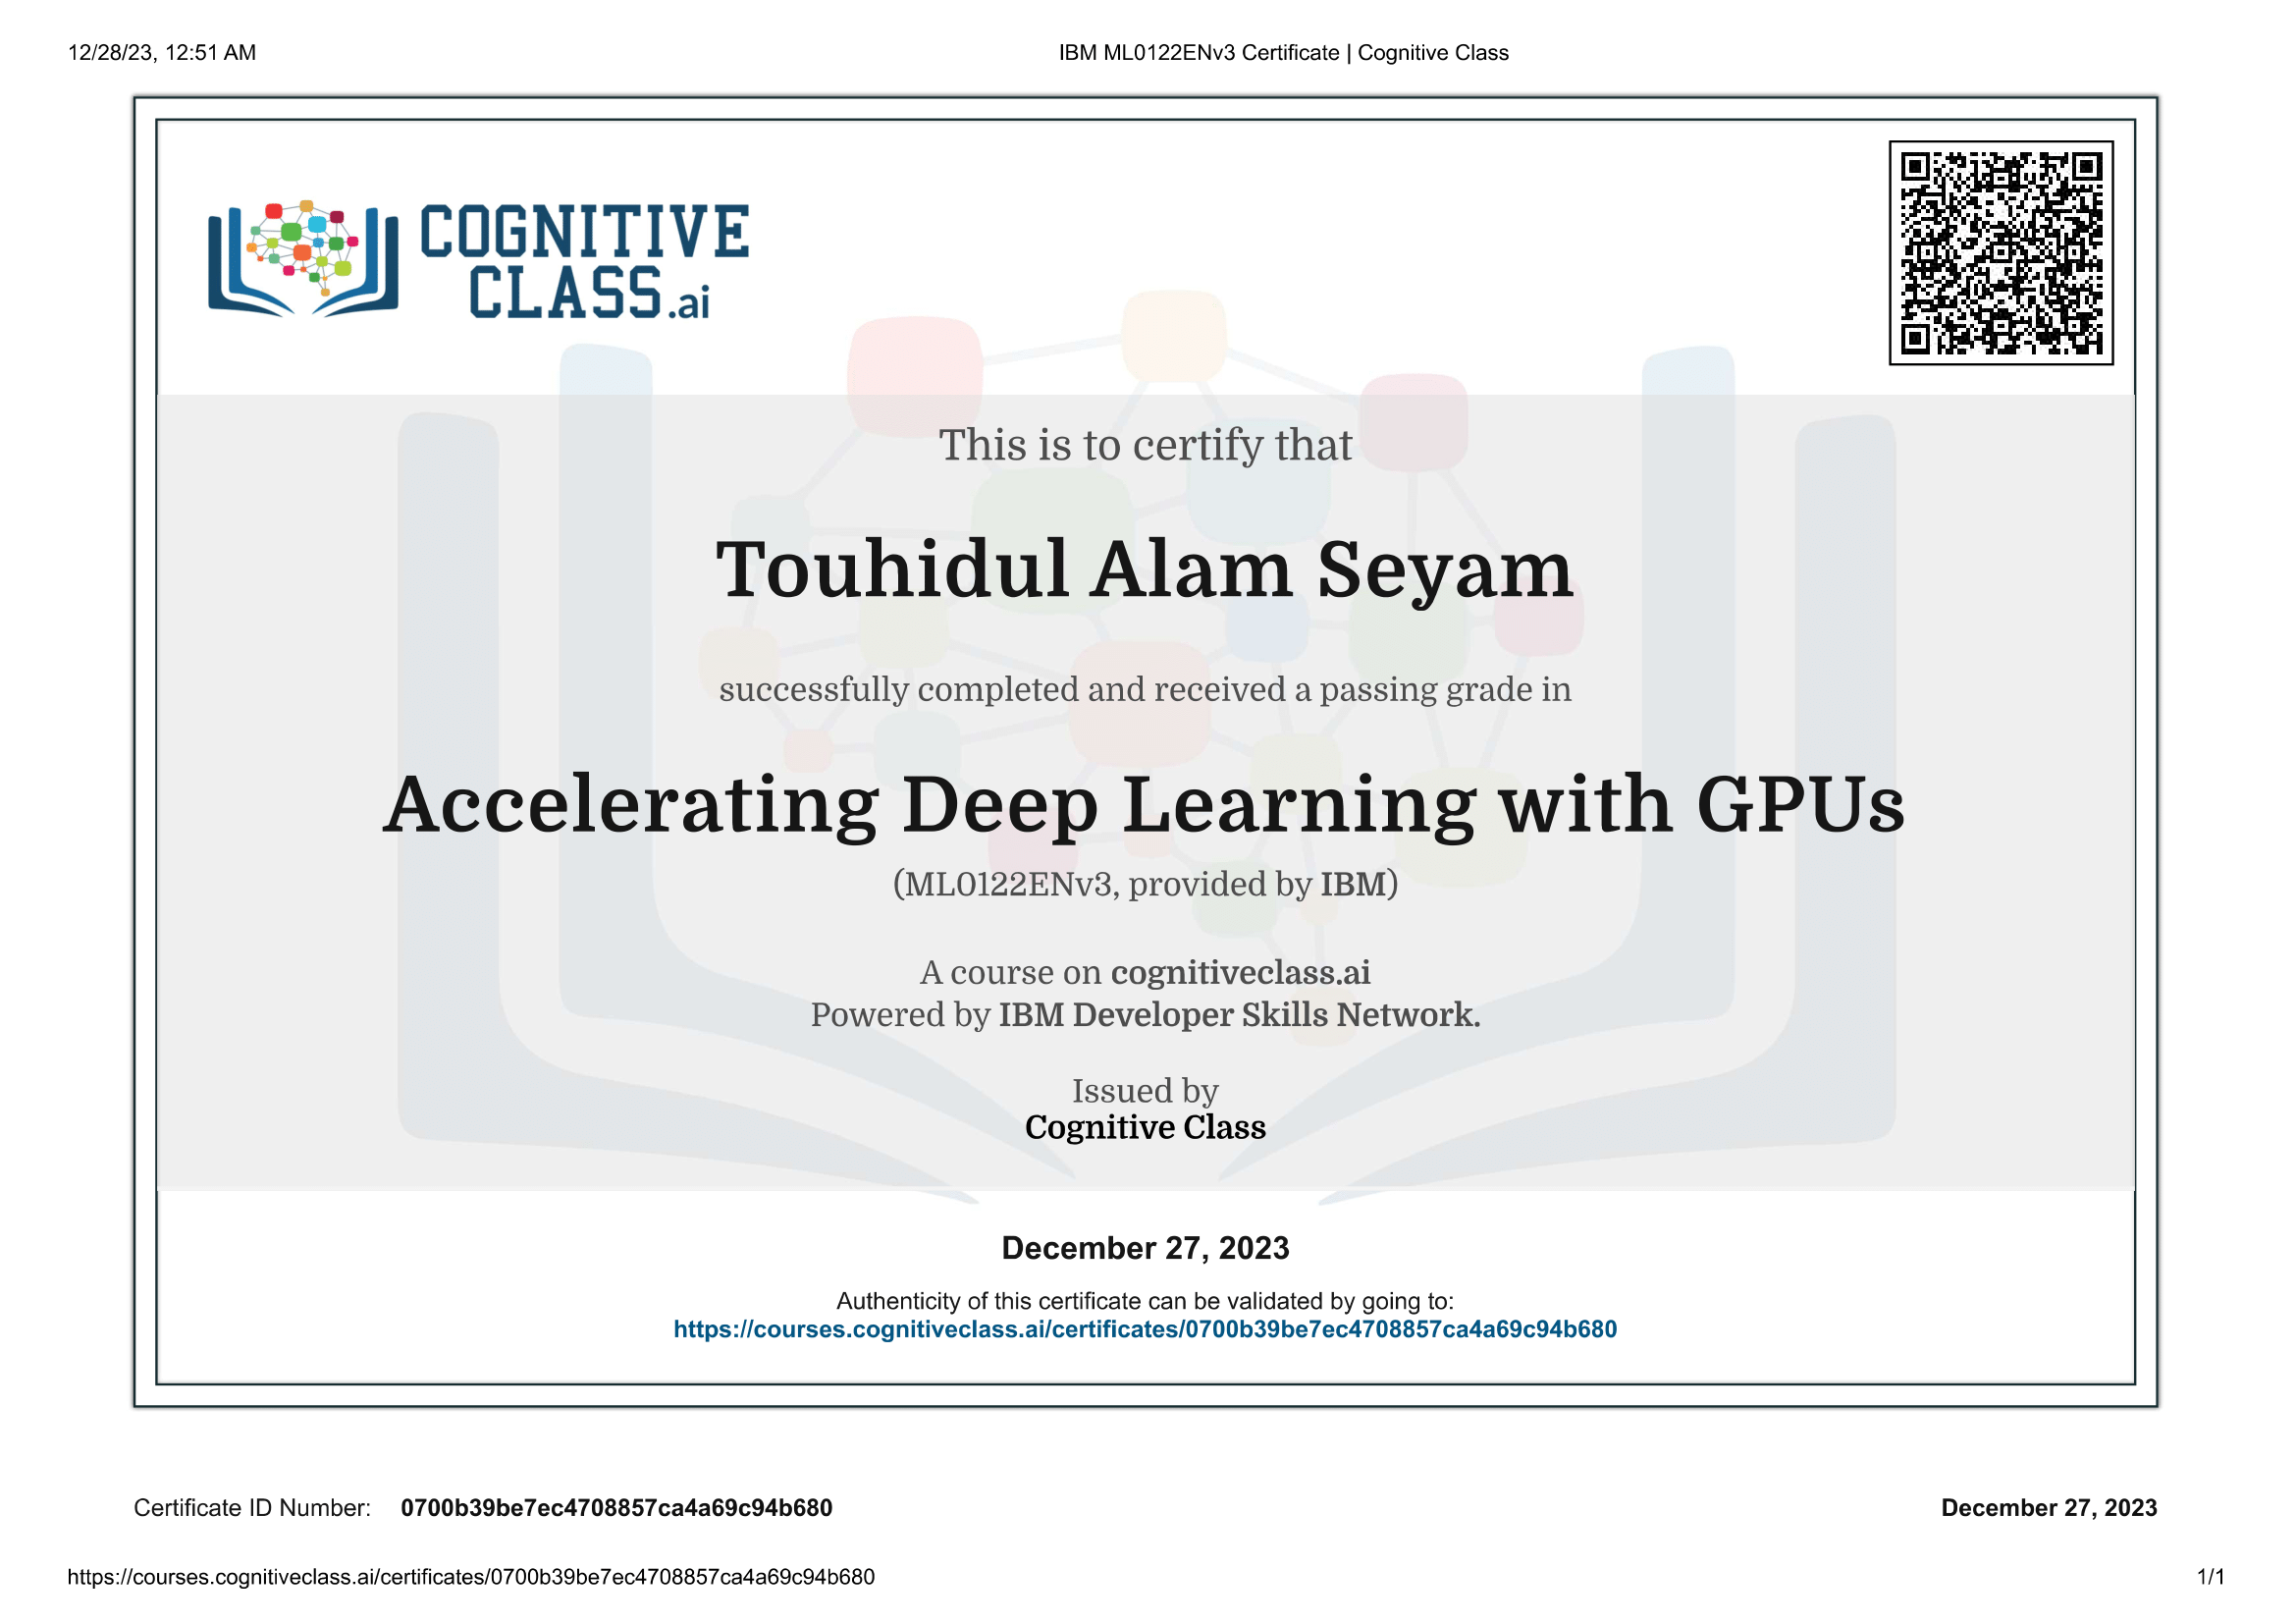 12/28/23, 12:51 AM
IBM ML0122ENv3 Certificate | Cognitive Class
COGNITIVE
CLASS.ai
This is to certify that
Touhidul Alam Seyam
successfully completed and received a passing grade in
Accelerating Deep Learning with GPUs
(ML0122ENv3, provided by IBM)
A course on cognitiveclass.ai
Powered by IBM Developer Skills Network.
Issued by
Cognitive Class
December 27, 2023
Authenticity of this certificate can be validated by going to:
https://courses.cognitiveclass.ai/certificates/0700b39be7ec4708857ca4a69c94b680
Certificate ID Number: 0700b39be7ec4708857ca4a69c94b680
December 27, 2023
https://courses.cognitiveclass.ai/certificates/0700b39be7ec4708857ca4a69c94b680
1/1